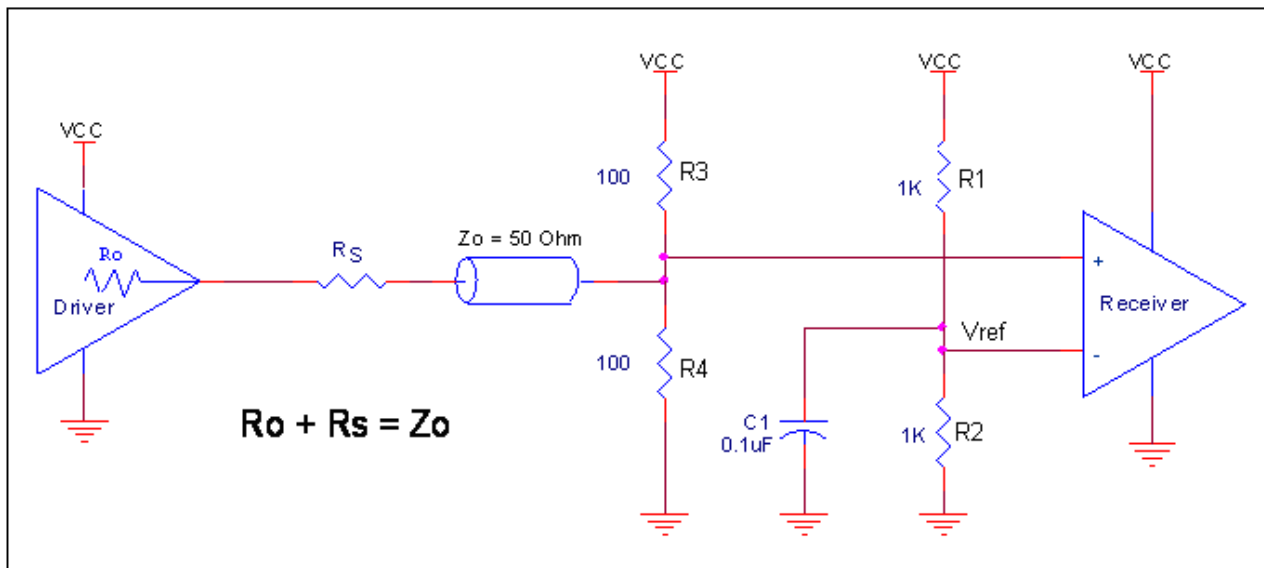 VCC VCC VCC
VCC
R3 R1
100 1K
Zo = 50 Ohm
Ro RS
+
Driver Receiver
Vref
-
100 R4
Ro + Rs = Zo
C1 1K R2
0.1uF